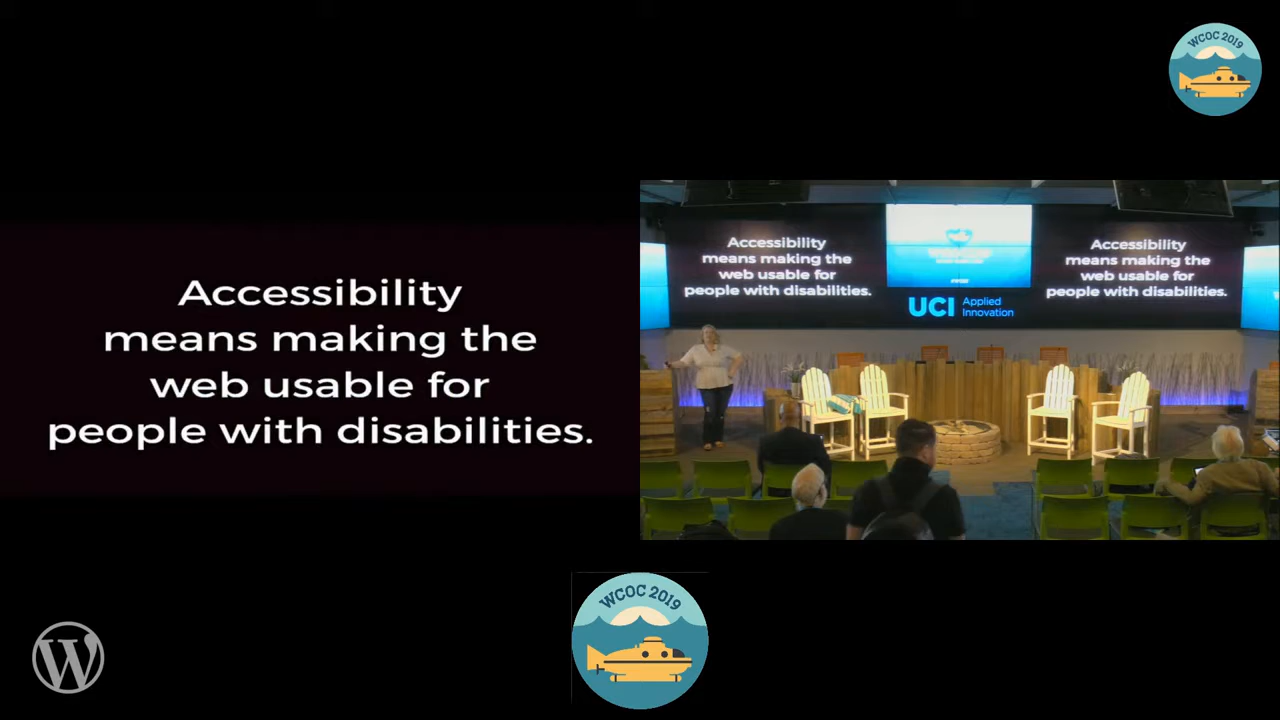 WCOC 2019
Accessibility
means making the
web usable for
people with disabilities.
Accessibility
means making the
web usable for
people with disabilities.
Accessibility
means making the
web usable for
people with disabilities.
UCI Applied
Innovation
WCOC 2019